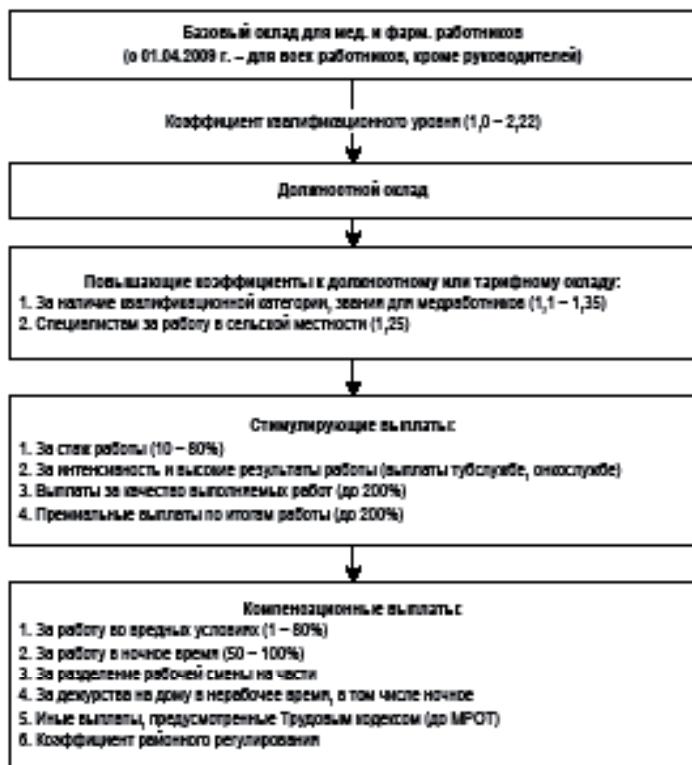 Базовый оклад для мед. и фарм. работников
(с 01.04.2009 г. – для всех работников, кроме руководителей)
Коэффициент квалификационного уровня (1,0 – 2,22)
Должностной оклад
Повышающие коэффициенты к должностному или тарифному окладу:
1. За наличие квалификационной категории, звания для медработников (1,1 – 1,35)
2. Специалистам за работу в сельской местности (1,25)
Стимулирующие выплаты:
1. За стаж работы (10 – 80%)
2. За интенсивность и высокие результаты работы (выплаты тубслужбе, онкослужбе)
3. Выплаты за качество выполняемых работ (до 200%)
4. Премиальные выплаты по итогам работы (до 200%)
Компенсационные выплаты:
1. За работу во вредных условиях (1 – 80%)
2. За работу в ночное время (50 – 100%)
3. За разделение рабочей смены на части
4. За дежурства на дому в нерабочее время, в том числе ночное
5. Иные выплаты, предусмотренные Трудовым кодексом (до МРОТ)
6. Коэффициент районного регулирования